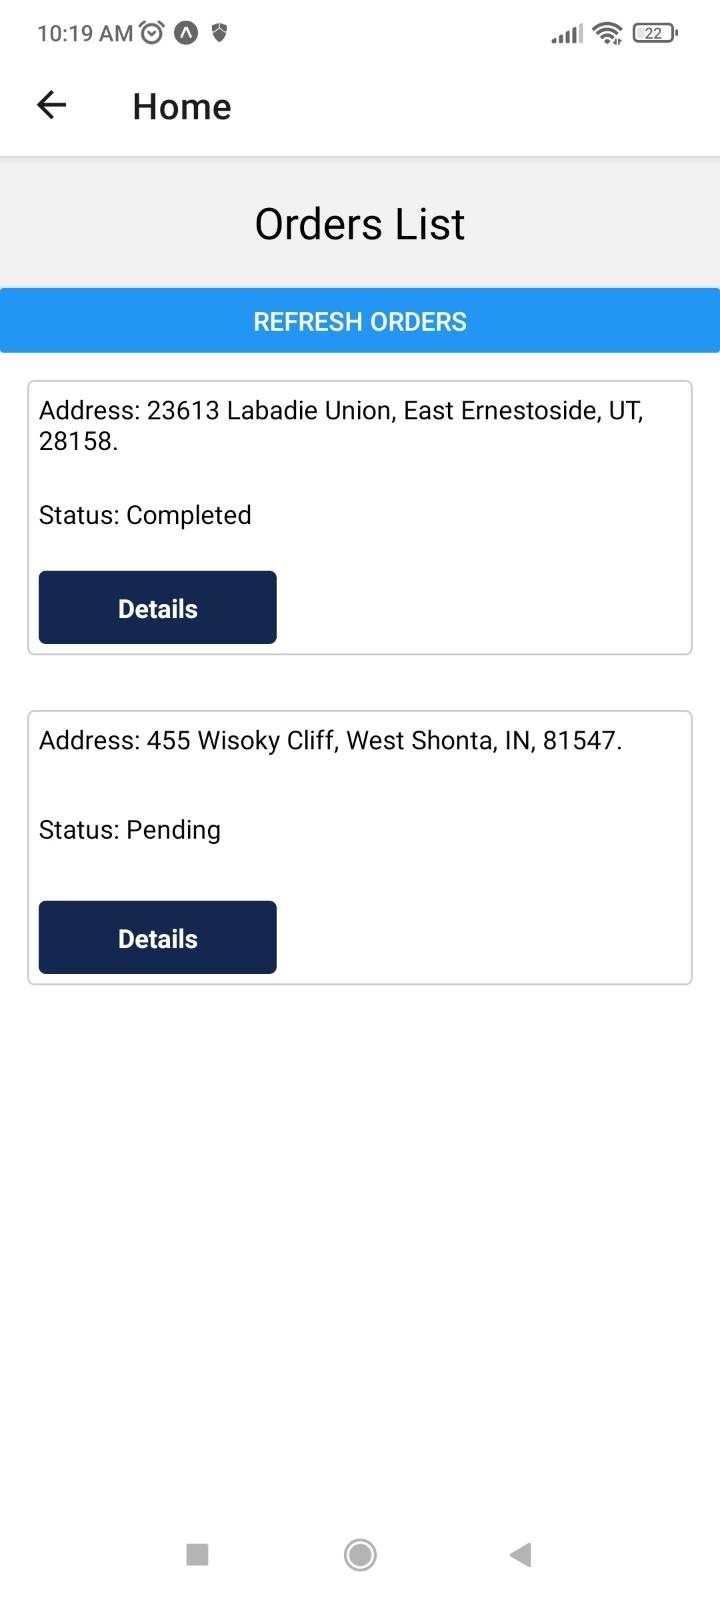 10:19 AM
22
Home
Orders List
REFRESH ORDERS
Address: 23613 Labadie Union, East Ernestoside, UT,
28158.
Status: Completed
Details
Address: 455 Wisoky Cliff, West Shonta, IN, 81547.
Status: Pending
Details